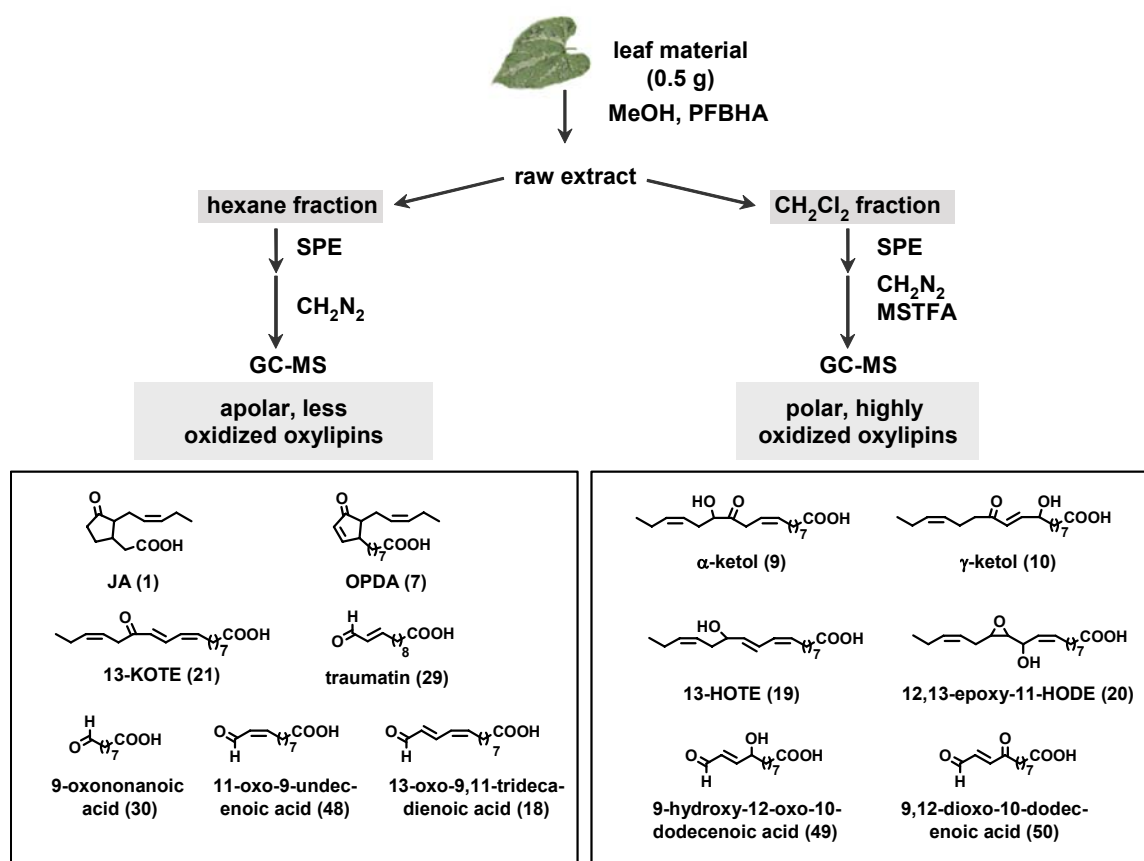 leaf material
(0.5 g)
MeOH, PFBHA
raw extract
hexane fraction
SPE
CH₂N₂
GC-MS
apolar, less
oxidized oxylipins
CH₂Cl₂ fraction
SPE
CH₂N₂
MSTFA
GC-MS
polar, highly
oxidized oxylipins
O
COOH
JA (1)
O
( )₇ COOH
OPDA (7)
O
( )₇ COOH
13-KOTE (21)
H
O
( )₈ COOH
traumatin (29)
H
O
( )₇ COOH
9-oxononanoic
acid (30)
O
H
( )₇ COOH
11-oxo-9-undec-
enoic acid (48)
O
H
( )₇ COOH
13-oxo-9,11-trideca-
dienoic acid (18)
HO O
( )₇ COOH
α-ketol (9)
O OH
( )₇ COOH
γ-ketol (10)
HO
( )₇ COOH
13-HOTE (19)
O
OH
( )₇ COOH
12,13-epoxy-11-HODE (20)
OH
O
H
( )₇ COOH
9-hydroxy-12-oxo-10-
dodecenoic acid (49)
O
O
H
( )₇ COOH
9,12-dioxo-10-dodec-
enoic acid (50)